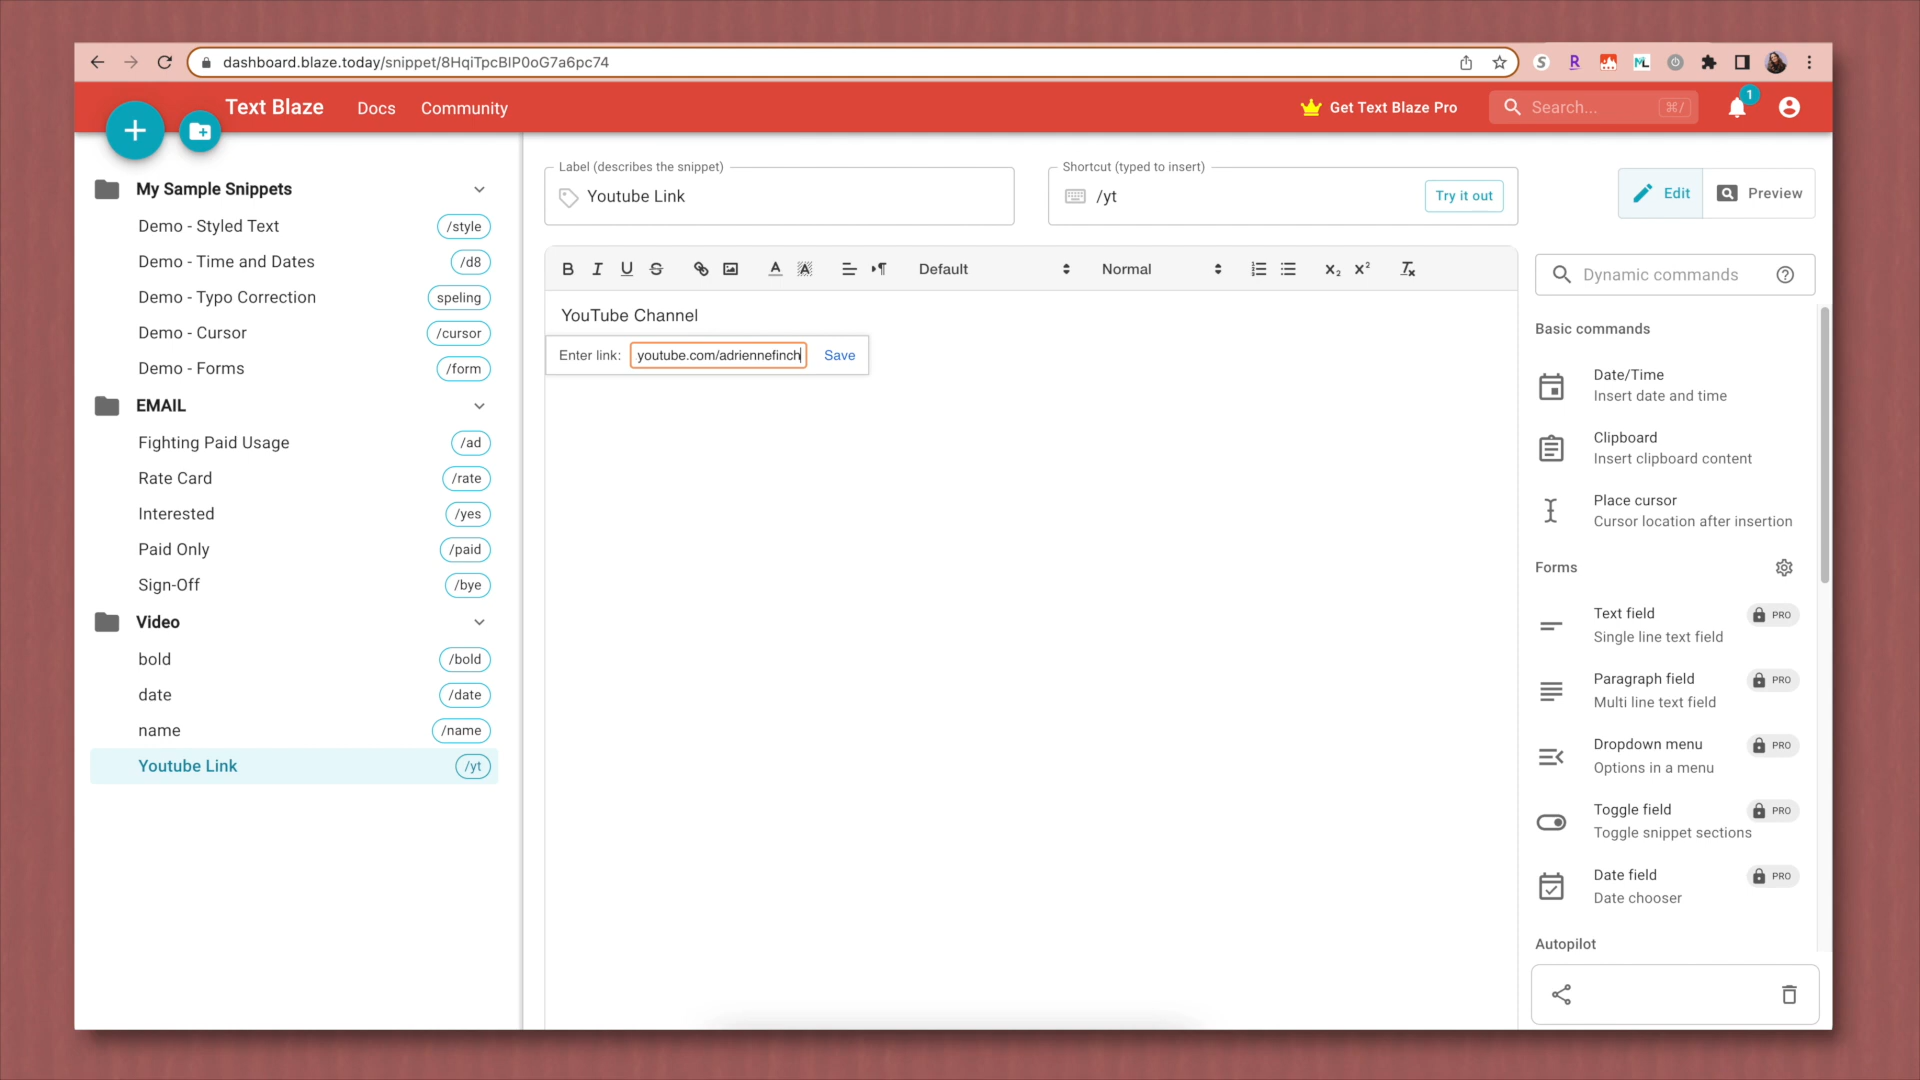 dashboard.blaze.today/snippet/8HqiTpcBlP0oG7a6pc74
S R ML
Text Blaze Docs Community Get Text Blaze Pro Search... ⌘/ 1
My Sample Snippets
Demo - Styled Text /style
Demo - Time and Dates /d8
Demo - Typo Correction speling
Demo - Cursor /cursor
Demo - Forms /form
EMAIL
Fighting Paid Usage /ad
Rate Card /rate
Interested /yes
Paid Only /paid
Sign-Off /bye
Video
bold /bold
date /date
name /name
Youtube Link /yt
Label (describes the snippet)
Youtube Link
Shortcut (typed to insert)
/yt Try it out
Edit Preview
B I U S A A Default Normal X₂ X² Tx
YouTube Channel
Enter link: youtube.com/adriennefinch Save
Dynamic commands
Basic commands
Date/Time
Insert date and time
Clipboard
Insert clipboard content
Place cursor
Cursor location after insertion
Forms
Text field PRO
Single line text field
Paragraph field PRO
Multi line text field
Dropdown menu PRO
Options in a menu
Toggle field PRO
Toggle snippet sections
Date field PRO
Date chooser
Autopilot